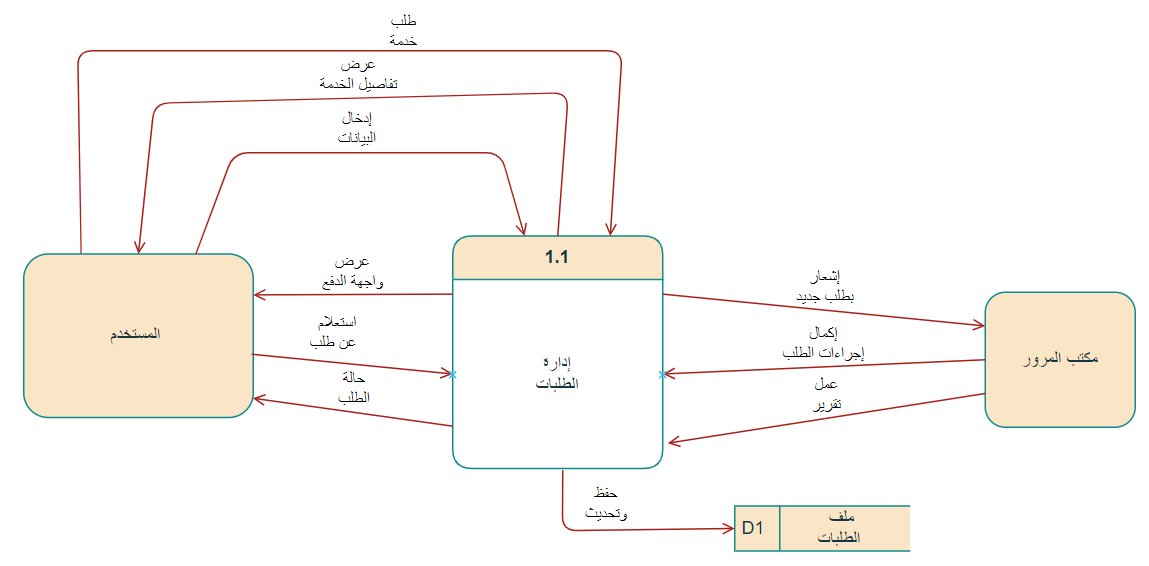 طلب
خدمة
عرض
تفاصيل الخدمة
إدخال
البيانات
1.1
عرض
واجهة الدفع
إشعار
بطلب جديد
المستخدم
استعلام
عن طلب
إكمال
إجراءات الطلب
مكتب المرور
إدارة
الطلبات
حالة
الطلب
عمل
تقرير
حفظ
وتحديث
D1
ملف
الطلبات